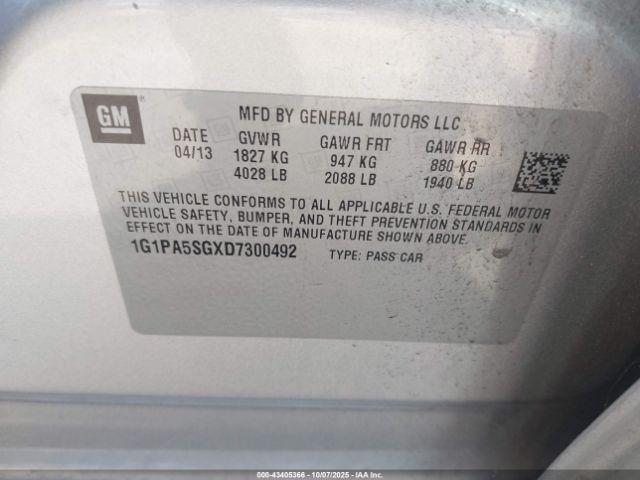 GM
MFD BY GENERAL MOTORS LLC
DATE GVWR GAWR FRT GAWR RR
04/13 1827 KG 947 KG 880 KG
4028 LB 2088 LB 1940 LB
THIS VEHICLE CONFORMS TO ALL APPLICABLE U.S. FEDERAL MOTOR
VEHICLE SAFETY, BUMPER, AND THEFT PREVENTION STANDARDS IN
EFFECT ON THE DATE OF MANUFACTURE SHOWN ABOVE.
1G1PA5SGXD7300492 TYPE: PASS CAR
000-43405366 - 10/07/2025 - IAAI.COM